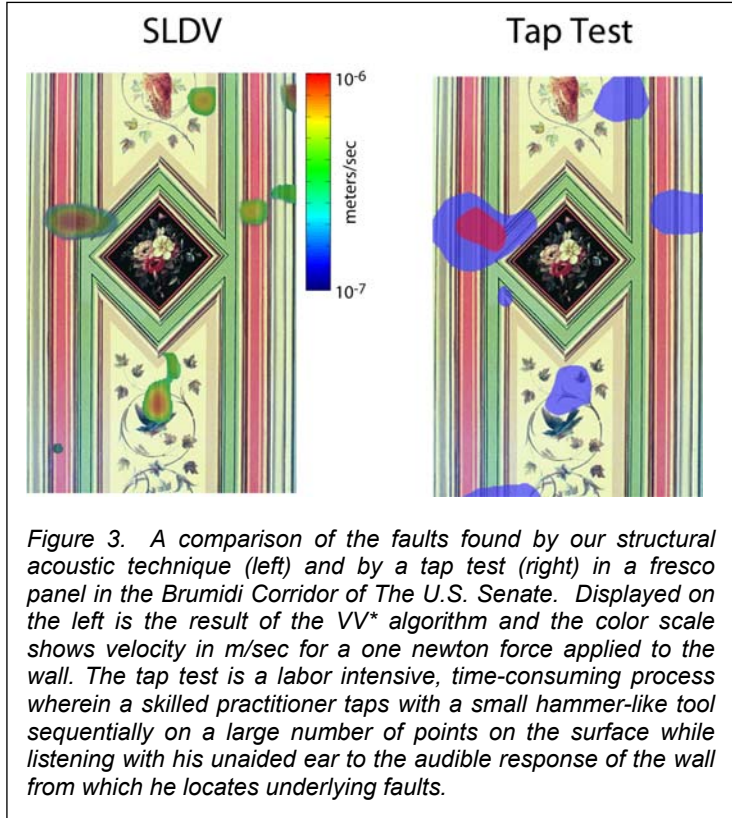 SLDV
Tap Test
10-6
meters/sec
10-7
Figure 3. A comparison of the faults found by our structural
acoustic technique (left) and by a tap test (right) in a fresco
panel in the Brumidi Corridor of The U.S. Senate. Displayed on
the left is the result of the VV* algorithm and the color scale
shows velocity in m/sec for a one newton force applied to the
wall. The tap test is a labor intensive, time-consuming process
wherein a skilled practitioner taps with a small hammer-like tool
sequentially on a large number of points on the surface while
listening with his unaided ear to the audible response of the wall
from which he locates underlying faults.